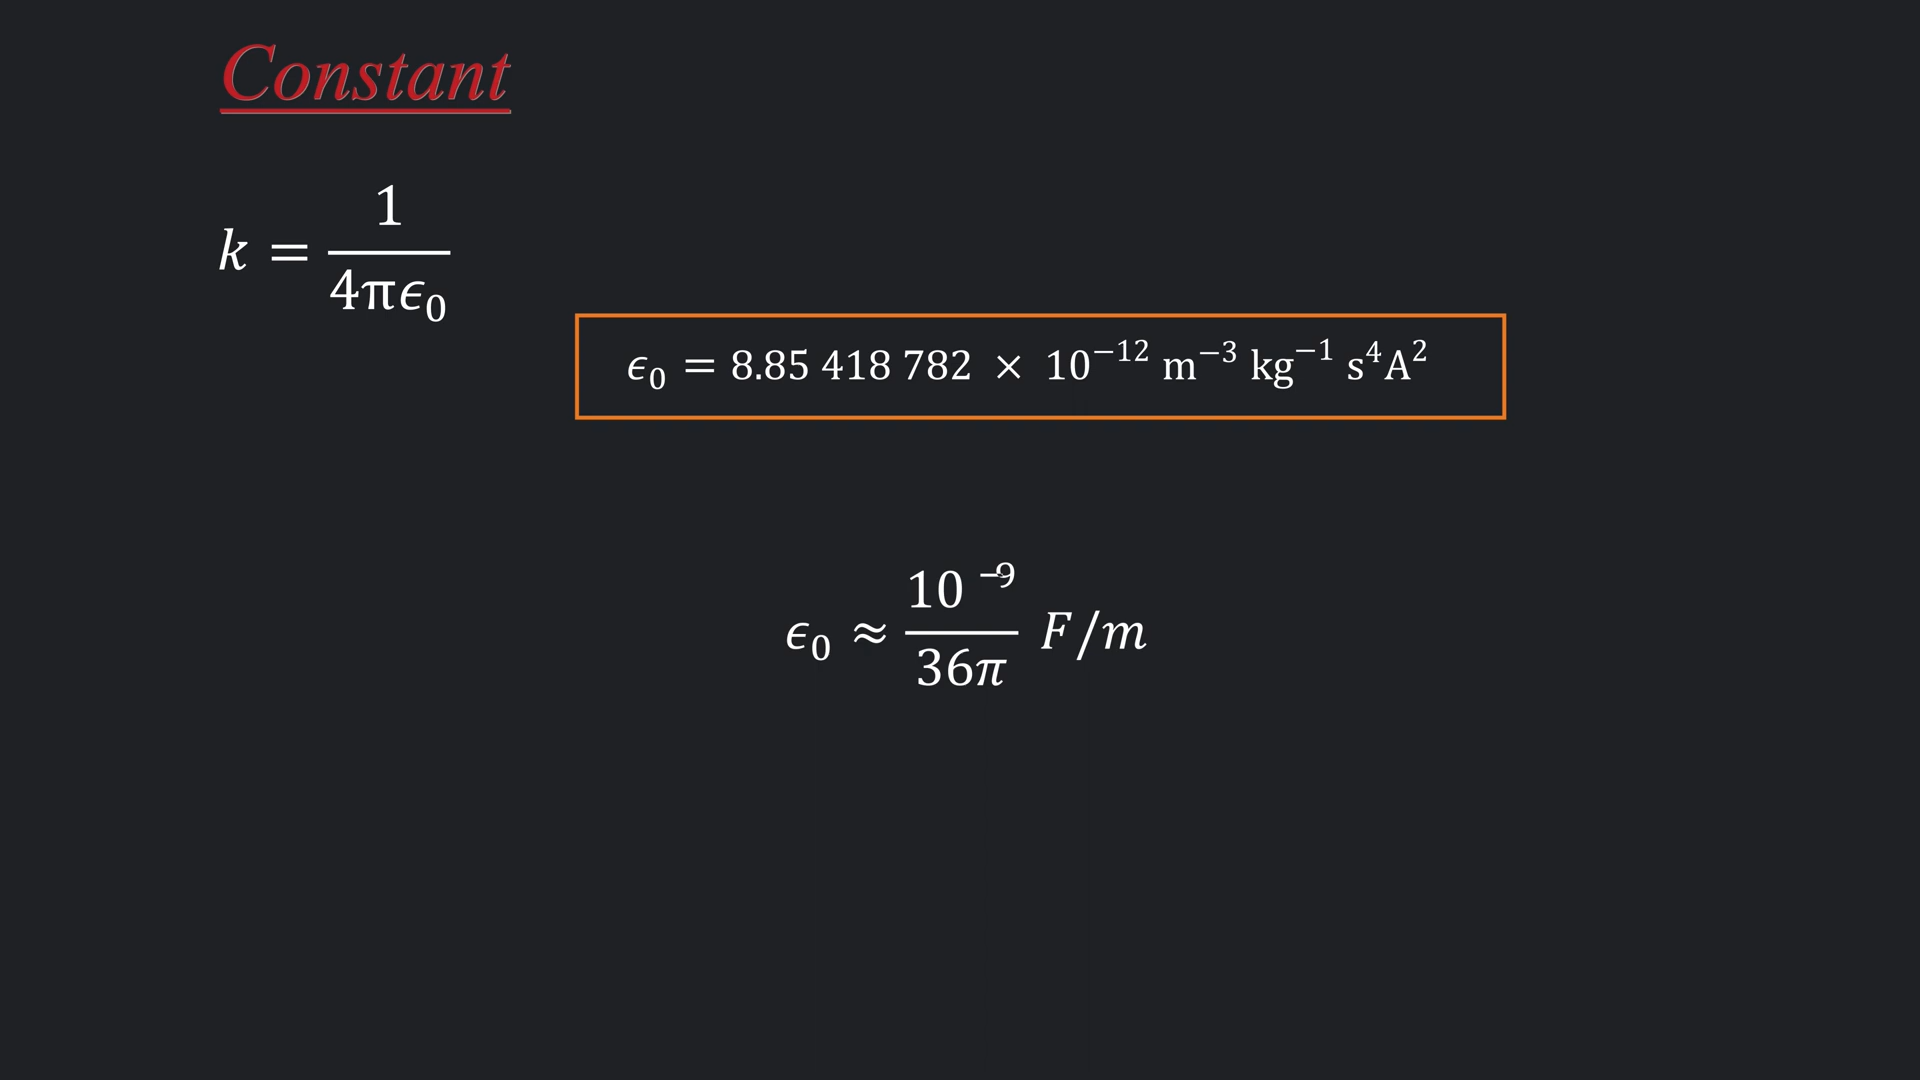 Constant
k = 1/4πϵ₀
ϵ₀ = 8.85 418 782 × 10⁻¹² m⁻³ kg⁻¹ s⁴A²
ϵ₀ ≈ 10⁻⁹/36π F/m